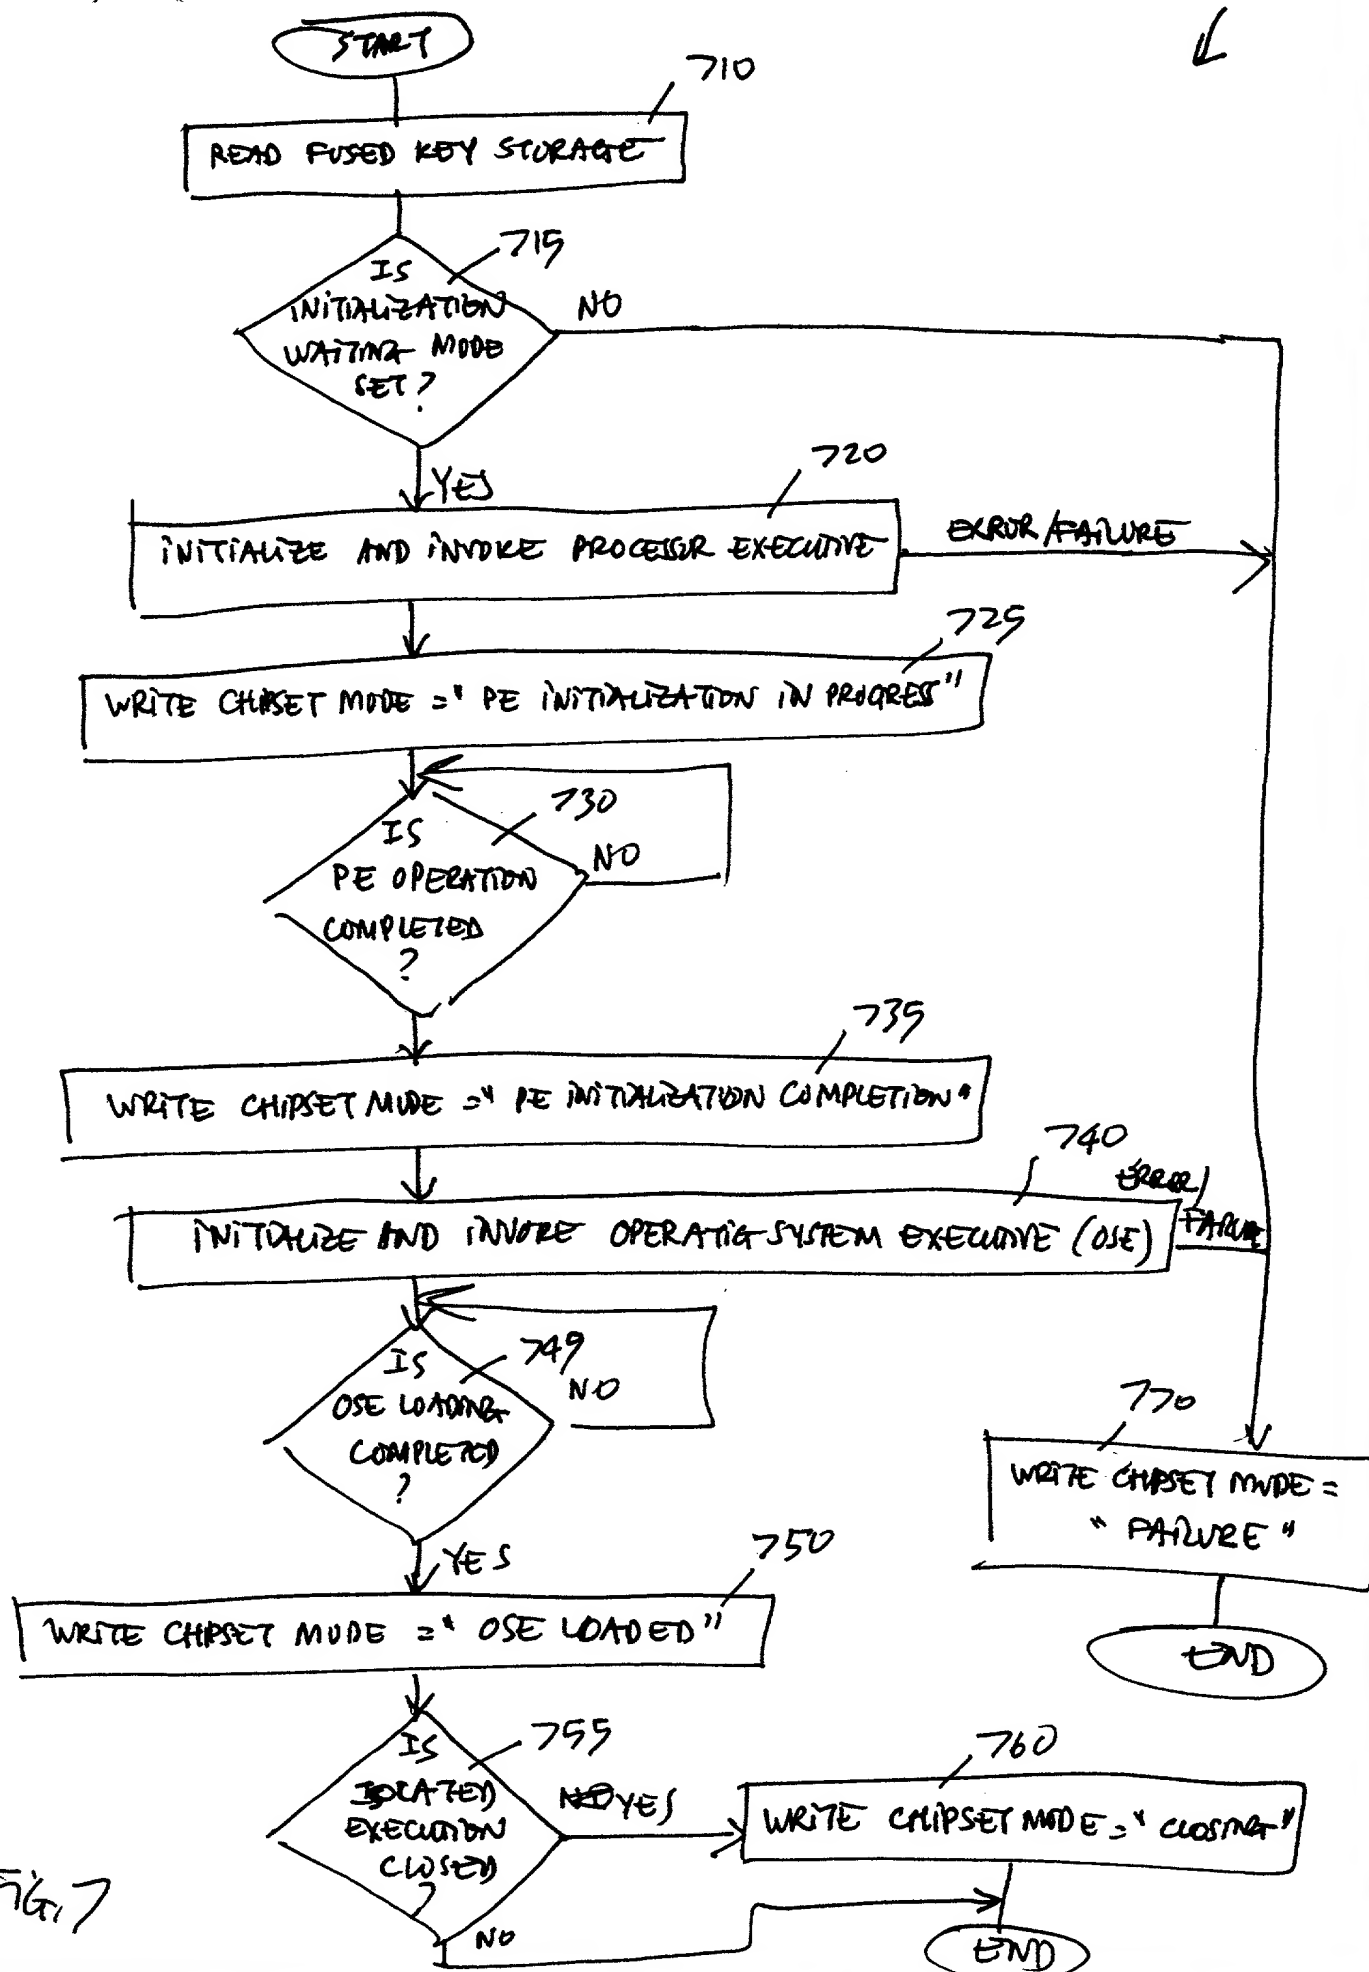 START
710
READ FUSED KEY STORAGE
715
IS
INITIALIZATION
WAITING MODE
SET?
NO
YES
720
INITIALIZE AND INVOKE PROCESSOR EXECUTIVE
ERROR/FAILURE
725
WRITE CHIPSET MODE = "PE INITIALIZATION IN PROGRESS"
730
IS
PE OPERATION
COMPLETED
?
NO
735
WRITE CHIPSET MODE = "PE INITIALIZATION COMPLETION"
740
INITIALIZE AND INVOKE OPERATIG SYSTEM EXECUTIVE (OSE)
ERROR/
FAILURE
745
IS
OSE LOADING
COMPLETED
?
NO
YES
750
WRITE CHIPSET MODE = "OSE LOADED"
770
WRITE CHIPSET MODE =
"FAILURE"
END
755
IS
ISOLATED
EXECUTION
CLOSED
?
YES
NO
760
WRITE CHIPSET MODE = "CLOSING"
END
FIG. 7